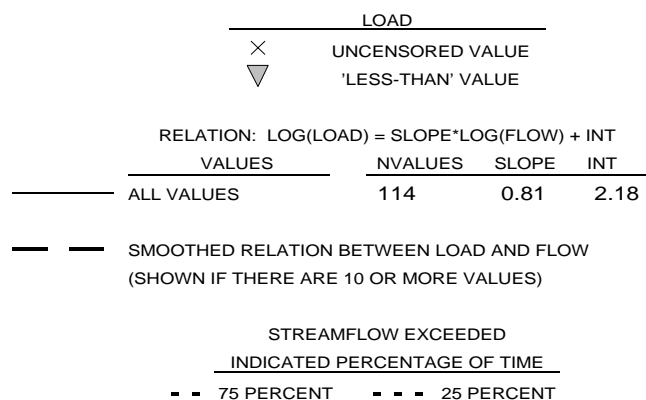 LOAD
UNCENSORED VALUE
'LESS-THAN' VALUE
RELATION: LOG(LOAD) = SLOPE*LOG(FLOW) + INT
VALUES NVALUES SLOPE INT
ALL VALUES 114 0.81 2.18
SMOOTHED RELATION BETWEEN LOAD AND FLOW
(SHOWN IF THERE ARE 10 OR MORE VALUES)
STREAMFLOW EXCEEDED
INDICATED PERCENTAGE OF TIME
75 PERCENT 25 PERCENT